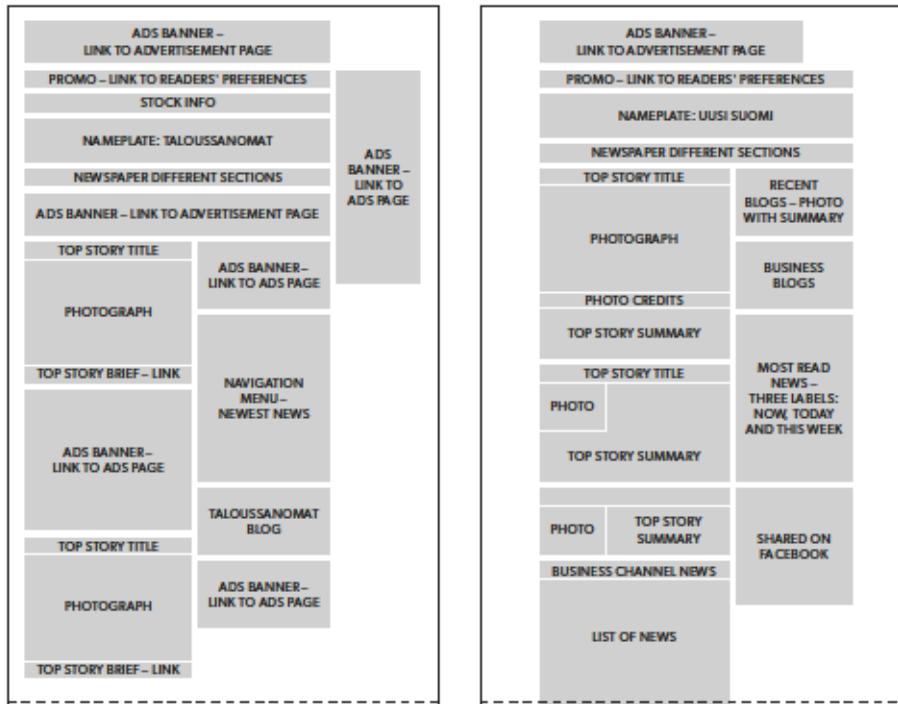 ADS BANNER –
LINK TO ADVERTISEMENT PAGE
PROMO – LINK TO READERS' PREFERENCES
STOCK INFO
NAMEPLATE: TALOUSSANOMAT
NEWSPAPER DIFFERENT SECTIONS
ADS BANNER – LINK TO ADVERTISEMENT PAGE
ADS
BANNER –
LINK TO
ADS PAGE
TOP STORY TITLE
PHOTOGRAPH
TOP STORY BRIEF – LINK
ADS BANNER–
LINK TO ADS PAGE
TOP STORY TITLE
PHOTOGRAPH
TOP STORY BRIEF – LINK
ADS BANNER–
LINK TO ADS PAGE
NAVIGATION
MENU–
NEWEST NEWS
TALOUSSANOMAT
BLOG
ADS BANNER–
LINK TO ADS PAGE
ADS BANNER –
LINK TO ADVERTISEMENT PAGE
PROMO – LINK TO READERS' PREFERENCES
NAMEPLATE: UUSI SUOMI
NEWSPAPER DIFFERENT SECTIONS
TOP STORY TITLE
PHOTOGRAPH
PHOTO CREDITS
TOP STORY SUMMARY
TOP STORY TITLE
PHOTO
TOP STORY SUMMARY
PHOTO
TOP STORY
SUMMARY
BUSINESS CHANNEL NEWS
LIST OF NEWS
RECENT
BLOGS – PHOTO
WITH SUMMARY
BUSINESS
BLOGS
MOST READ
NEWS –
THREE LABELS:
NOW, TODAY
AND THIS WEEK
SHARED ON
FACEBOOK